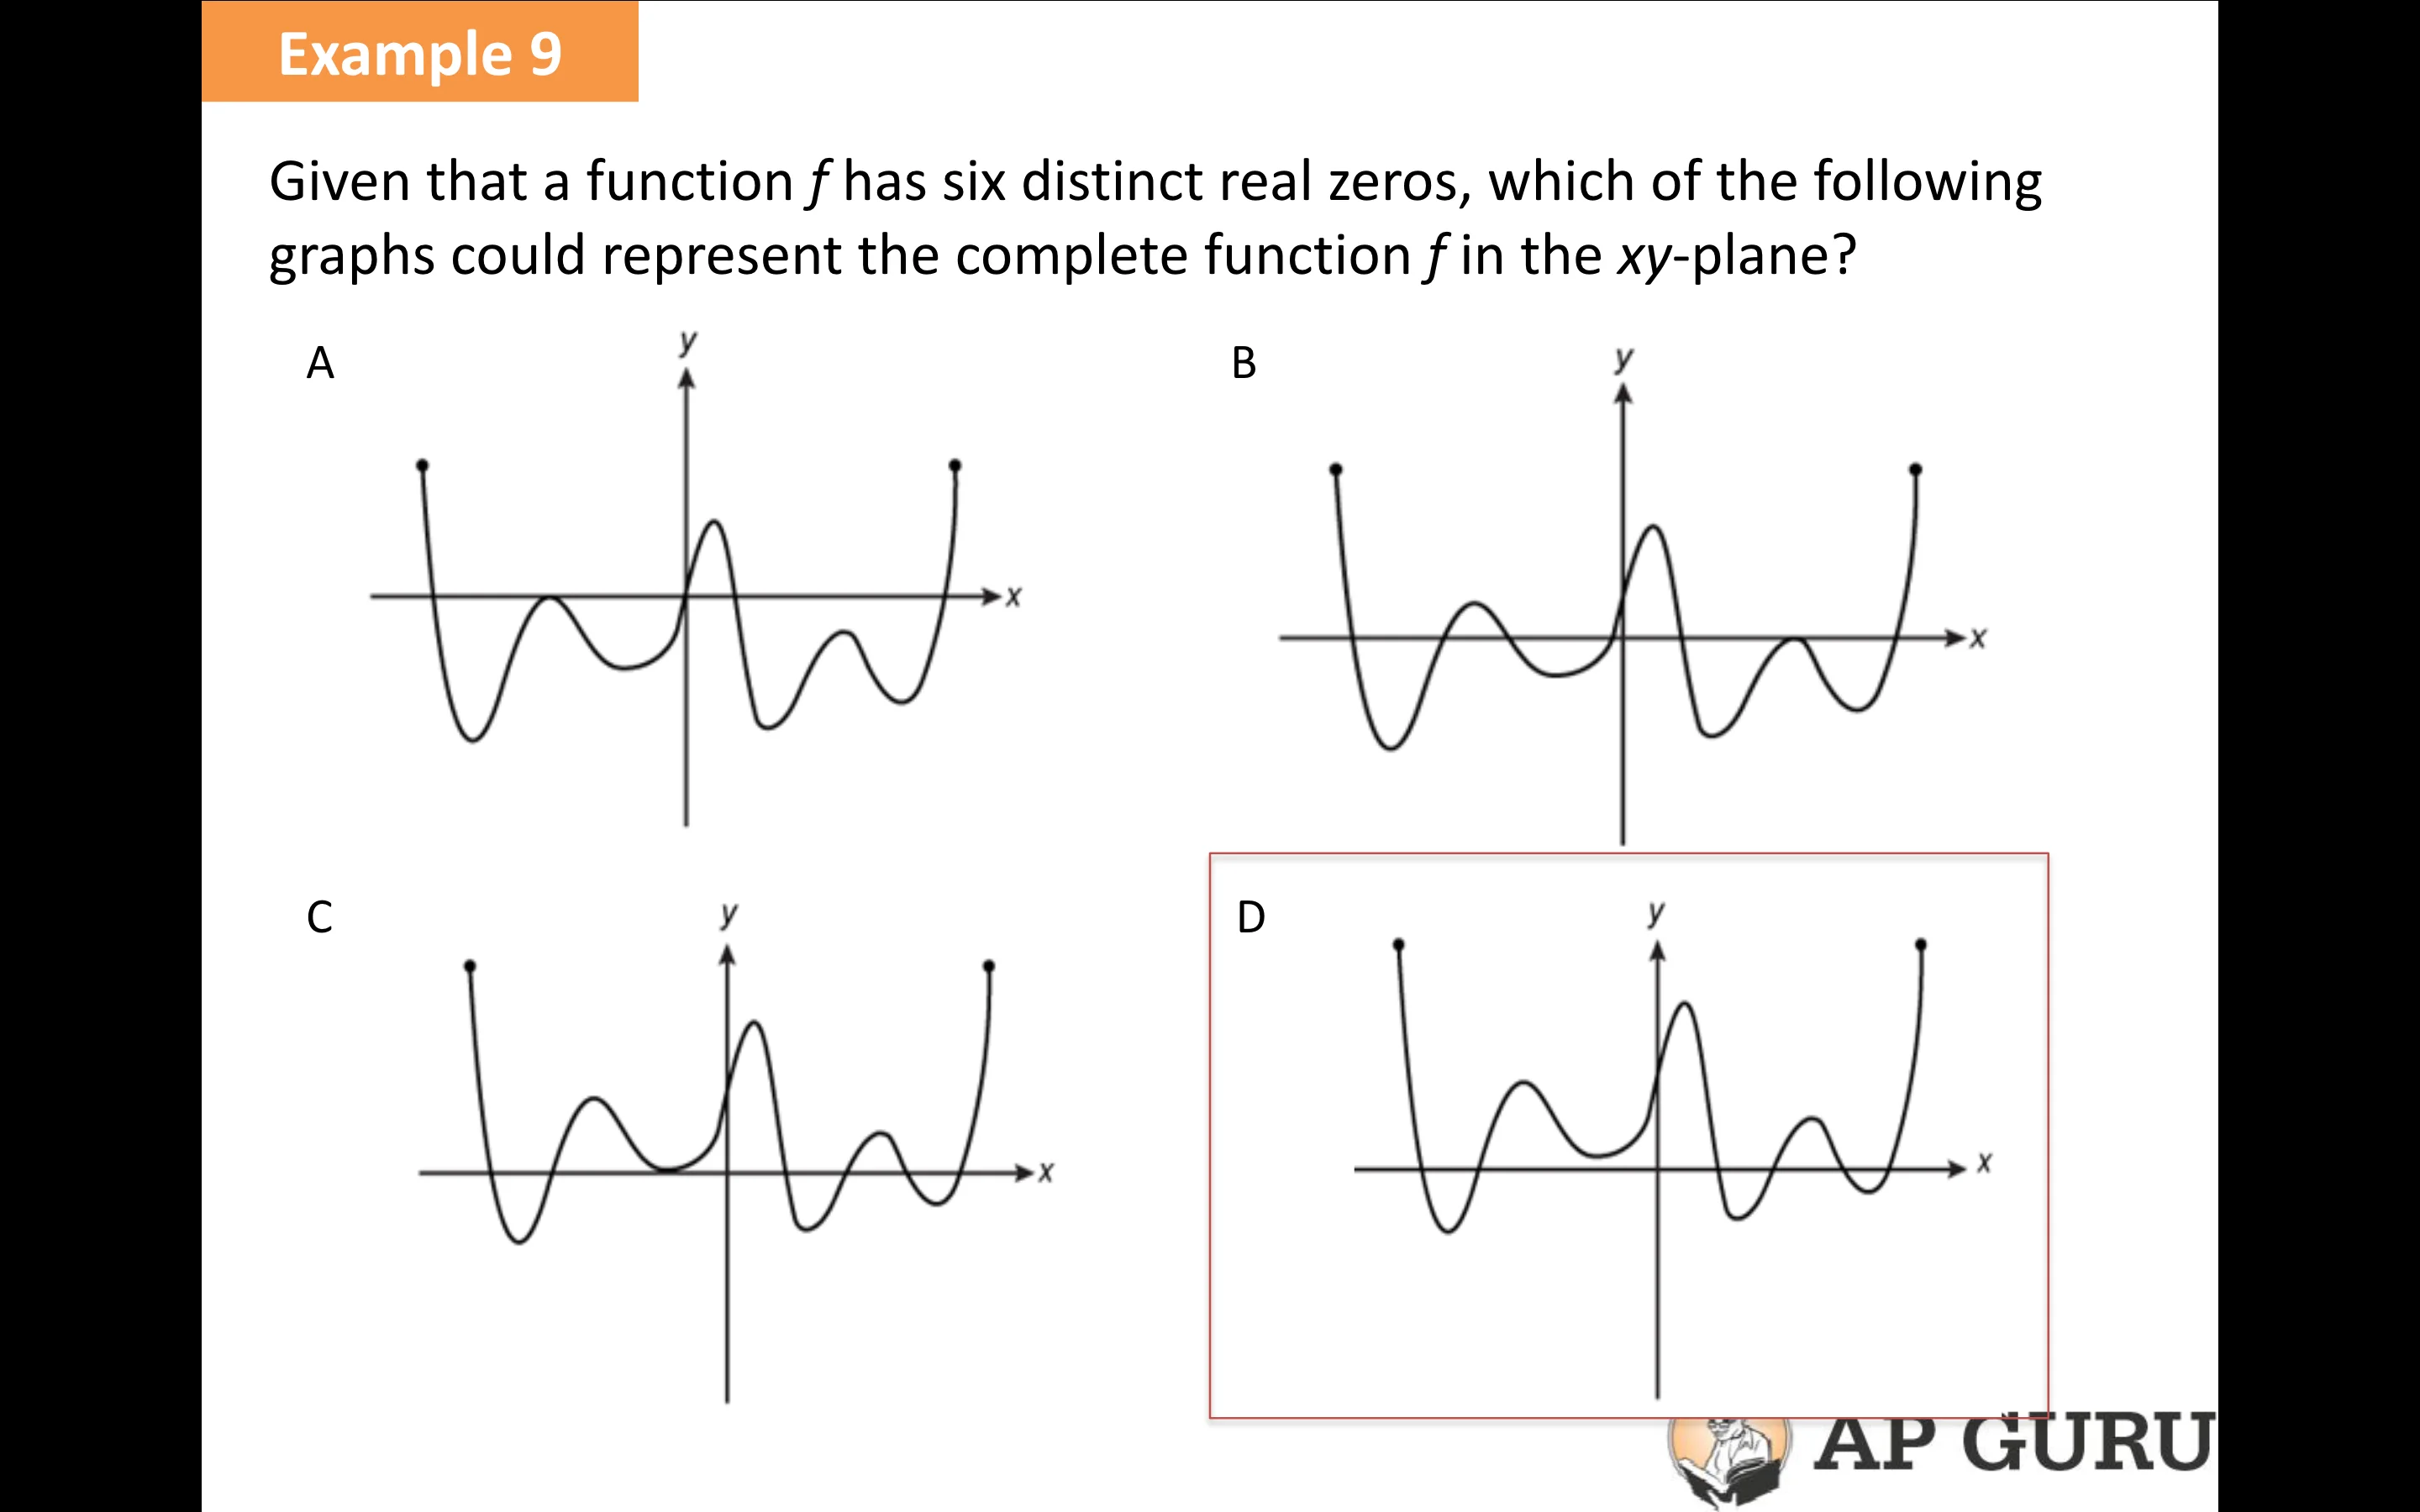 Example 9
Given that a function f has six distinct real zeros, which of the following
graphs could represent the complete function f in the xy-plane?
A
y
x
B
y
x
C
y
x
D
y
x
AP GURU